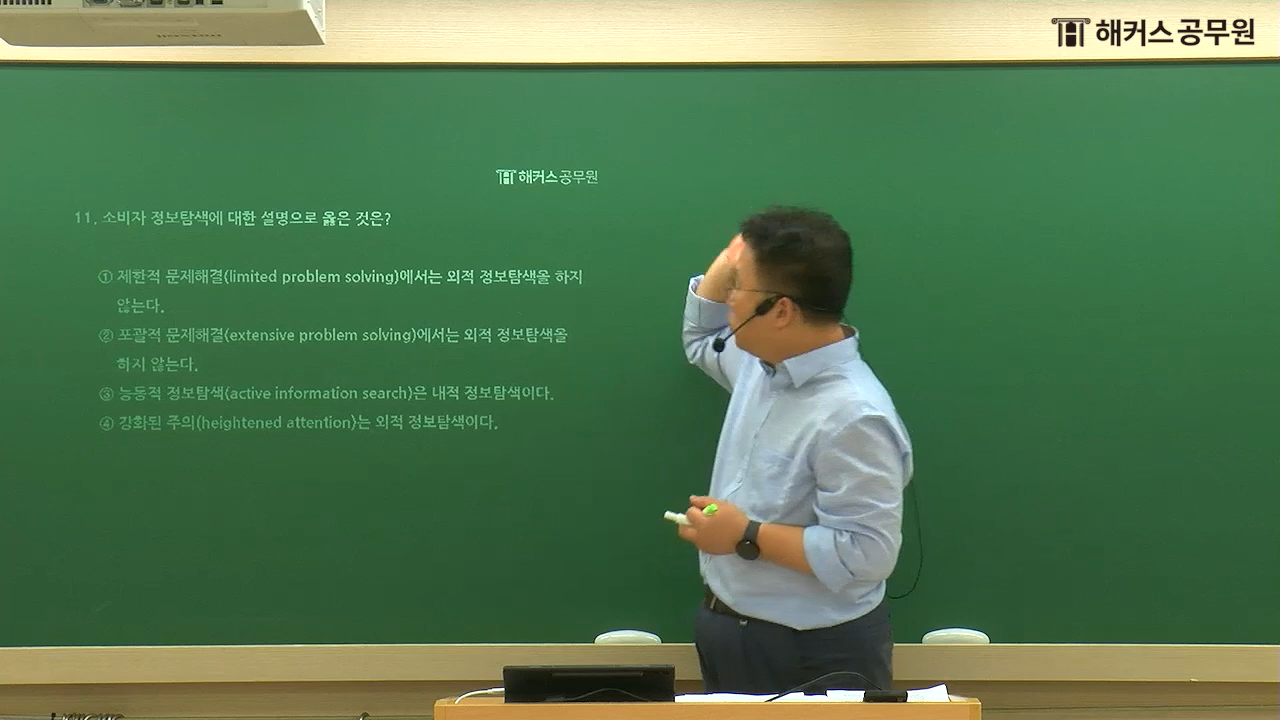 해커스공무원
해커스공무원
11. 소비자 정보탐색에 대한 설명으로 옳은 것은?
① 제한적 문제해결(limited problem solving)에서는 외적 정보탐색을 하지
않는다.
② 포괄적 문제해결(extensive problem solving)에서는 외적 정보탐색을
하지 않는다.
③ 능동적 정보탐색(active information search)은 내적 정보탐색이다.
④ 강화된 주의(heightened attention)는 외적 정보탐색이다.